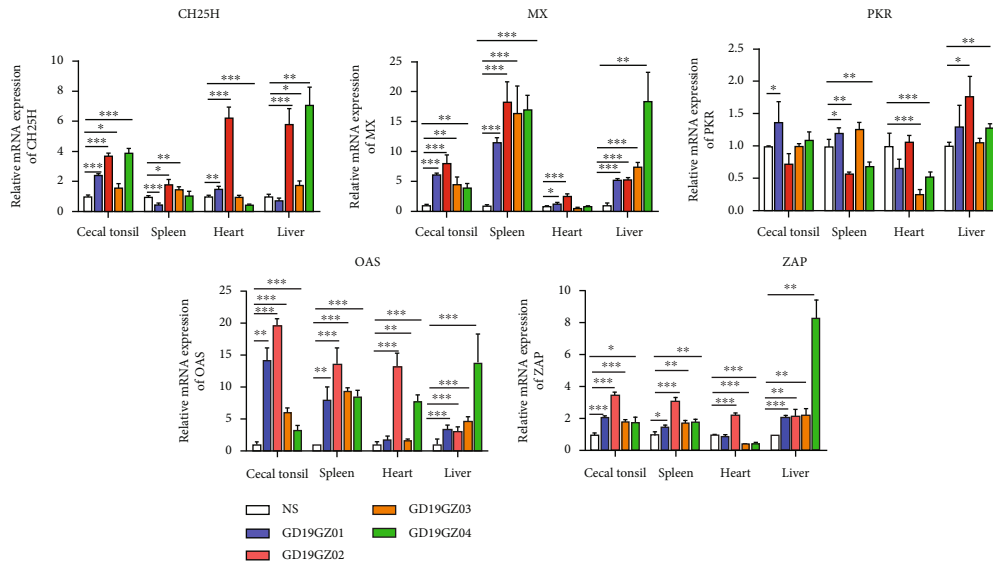 CH25H
Relative mRNA expression
of CH25H
10
8
6
4
2
0
***
*
***
***
**
*
***
***
***
**
**
*
***
Cecal tonsil
Spleen
Heart
Liver
MX
Relative mRNA expression
of MX
25
20
15
10
5
0
**
**
***
***
***
***
***
***
***
*
**
***
***
***
Cecal tonsil
Spleen
Heart
Liver
PKR
Relative mRNA expression
of PKR
2.5
2.0
1.5
1.0
0.5
0.0
*
**
**
*
***
***
**
*
Cecal tonsil
Spleen
Heart
Liver
OAS
Relative mRNA expression
of OAS
25
20
15
10
5
0
***
***
***
**
***
***
***
**
***
**
***
***
***
***
***
Cecal tonsil
Spleen
Heart
Liver
ZAP
Relative mRNA expression
of ZAP
10
8
6
4
2
0
*
***
***
***
**
**
***
*
***
***
***
**
**
**
***
Cecal tonsil
Spleen
Heart
Liver
NS
GD19GZ01
GD19GZ02
GD19GZ03
GD19GZ04